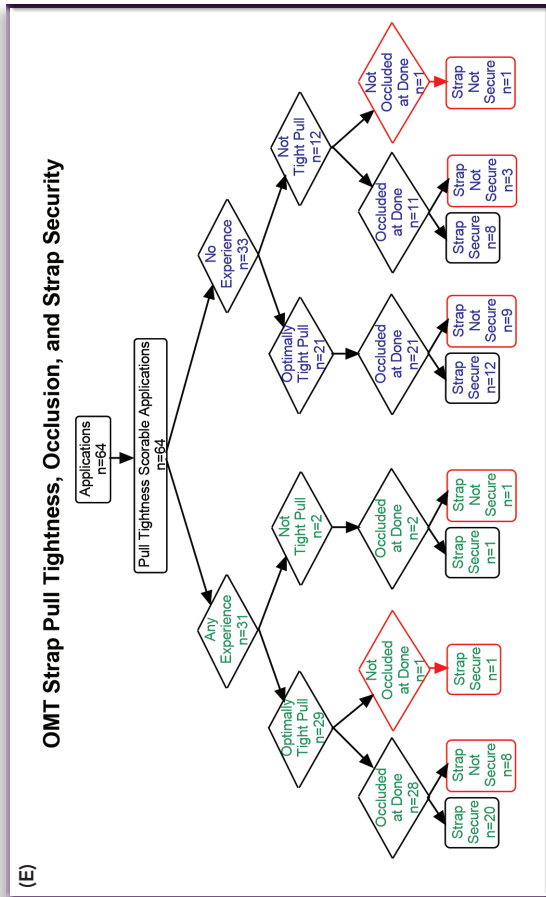 (E)
OMT Strap Pull Tightness, Occlusion, and Strap Security
Applications
n=64
Pull Tightness Scorable Applications
n=64
Any
Experience
n=31
No
Experience
n=33
Optimally
Tight Pull
n=29
Not
Tight Pull
n=2
Optimally
Tight Pull
n=21
Not
Tight Pull
n=12
Occluded
at Done
n=28
Not
Occluded
at Done
n=1
Occluded
at Done
n=2
Occluded
at Done
n=21
Occluded
at Done
n=11
Not
Occluded
at Done
n=1
Strap
Secure
n=20
Strap
Not
Secure
n=8
Strap
Secure
n=1
Strap
Secure
n=1
Strap
Not
Secure
n=1
Strap
Secure
n=12
Strap
Not
Secure
n=9
Strap
Secure
n=8
Strap
Not
Secure
n=3
Strap
Not
Secure
n=1